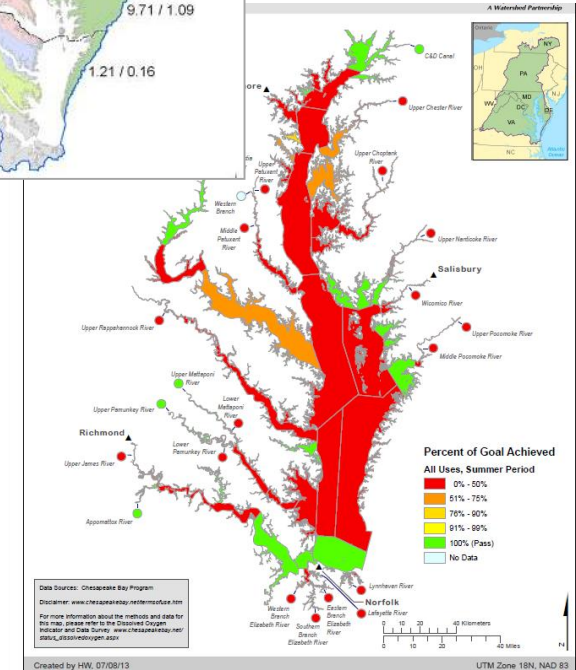 9.71 / 1.09
1.21 / 0.16
A Watershed Partnership
Ontario
NY
OH
PA
NJ
MD
WV
DC
DE
VA
NC
Atlantic
Ocean
C&D Canal
ore
Upper Chester River
Upper Choptank
River
Upper
Patuxent
River
Western
Branch
Middle
Patuxent
River
Upper Nanticoke River
Salisbury
Wicomico River
Upper Pocomoke River
Middle Pocomoke River
Upper Rappahannock River
Upper Mattaponi
River
Lower
Mattaponi
River
Upper Pamunkey River
Lower
Pamunkey River
Richmond
Upper James River
Appomattox River
Percent of Goal Achieved
All Uses, Summer Period
0% - 50%
51% - 75%
76% - 90%
91% - 99%
100% (Pass)
No Data
Lynnhaven River
Norfolk
Lafayette River
Western
Branch
Elizabeth River
Southern
Branch
Elizabeth River
Eastern
Branch
Elizabeth
River
0 10 20 40 Kilometers
0 10 20 40 Miles
Data Sources: Chesapeake Bay Program
Disclaimer: www.chesapeakebay.net/termsofuse.htm
For more information about the methods and data for
this map, please refer to the Dissolved Oxygen
Indicator and Data Survey www.chesapeakebay.net/
status_dissolvedoxygen.aspx
Created by HW, 07/08/13
UTM Zone 18N, NAD 83